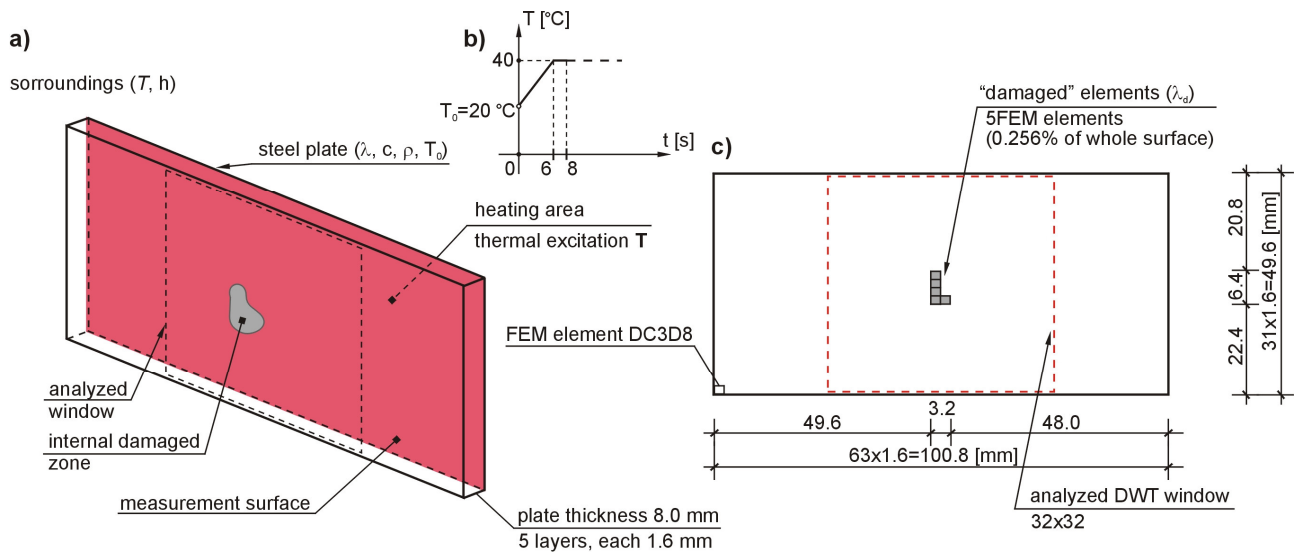 a)
sorroundings (T, h)
steel plate (λ, c, ρ, T₀)
heating area
thermal excitation T
analyzed
window
internal damaged
zone
measurement surface
plate thickness 8.0 mm
5 layers, each 1.6 mm
b)
T [°C]
40
T₀=20 °C
0
6
8
t [s]
c)
"damaged" elements (λd)
5FEM elements
(0.256% of whole surface)
FEM element DC3D8
20.8
6.4
22.4
31x1.6=49.6 [mm]
49.6
3.2
48.0
63x1.6=100.8 [mm]
analyzed DWT window
32x32